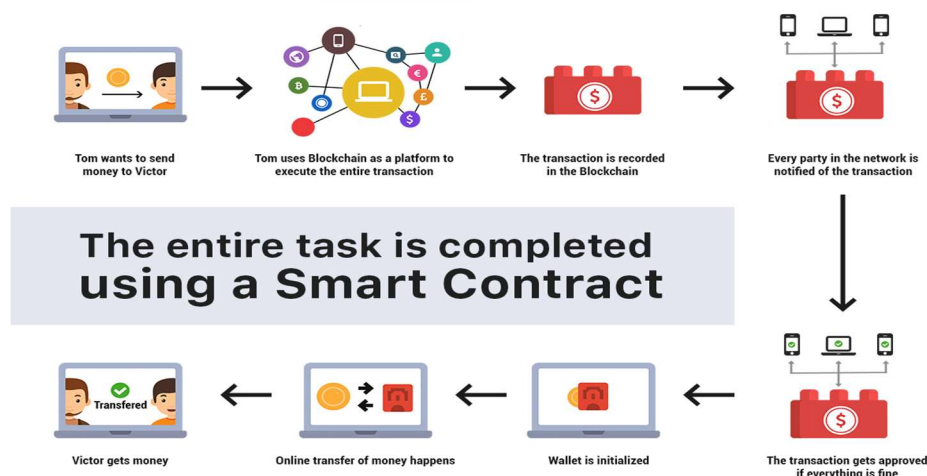 Tom wants to send
money to Victor
Tom uses Blockchain as a platform to
execute the entire transaction
The transaction is recorded
in the Blockchain
Every party in the network is
notified of the transaction
The entire task is completed
using a Smart Contract
Transfered
Victor gets money
Online transfer of money happens
Wallet is initialized
The transaction gets approved
if everything is fine